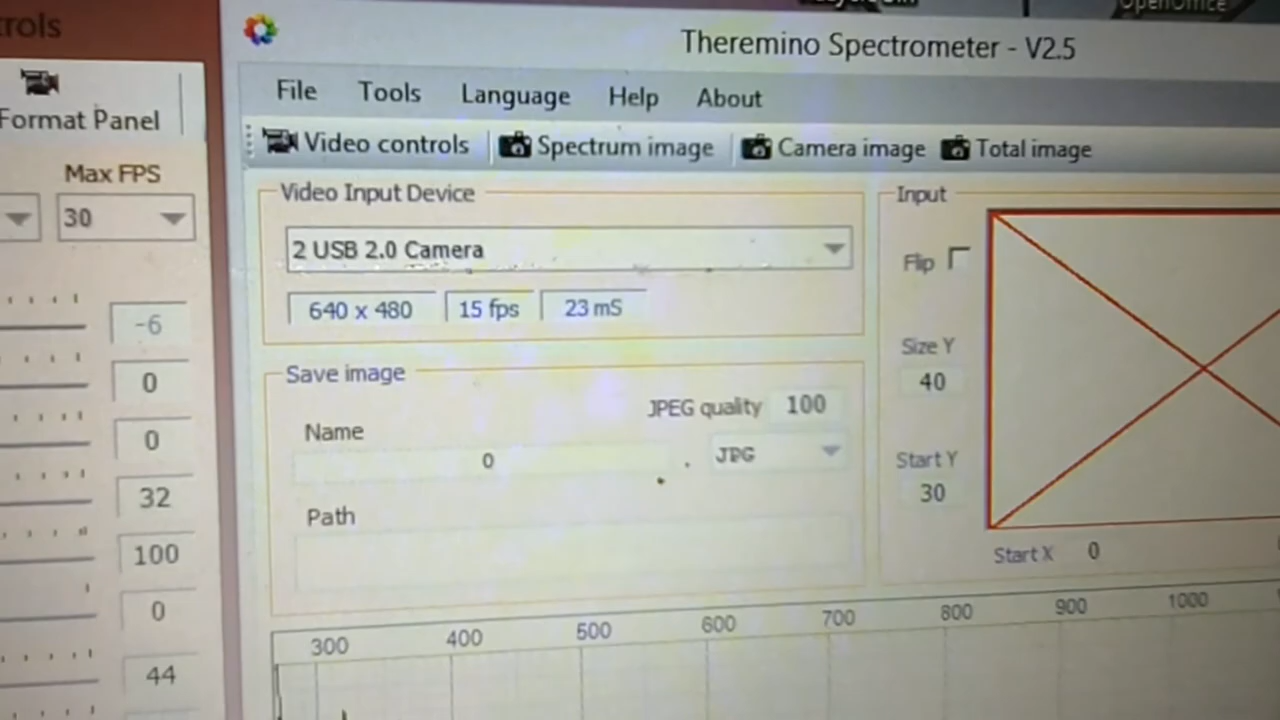 OpenOffice
rols
Theremino Spectrometer - V2.5
File Tools Language Help About
Format Panel
Video controls Spectrum image Camera image Total image
Max FPS
30
Video Input Device
Input
2 USB 2.0 Camera
Flip
640 x 480 15 fps 23 mS
-6
Size Y
40
0
Save image
JPEG quality 100
Name
0
0 . JPG
Start Y
30
32
Path
100
Start X 0
0
300 400 500 600 700 800 900 1000
44